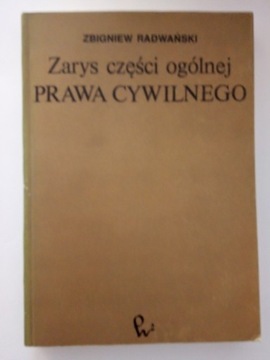 ZBIGNIEW RADWAŃSKI
Zarys części ogólnej
PRAWA CYWILNEGO